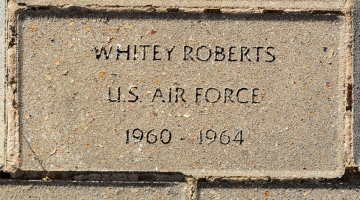 WHITEY ROBERTS
U.S. AIR FORCE
1960 - 1964